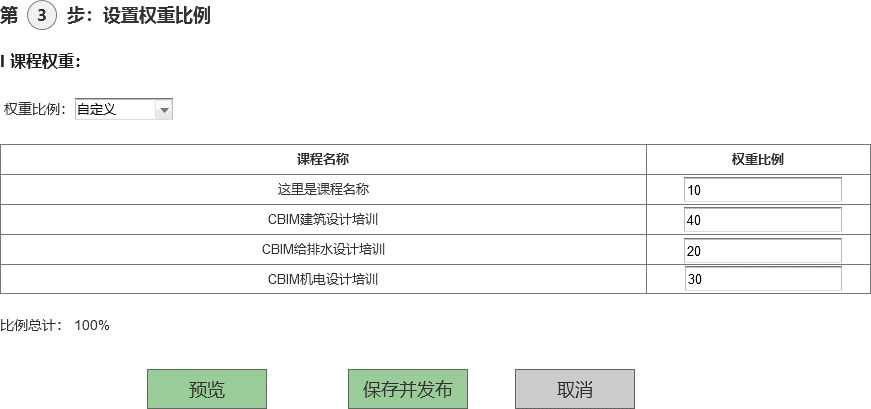 第 3 步：设置权重比例
I 课程权重：
权重比例： 自定义
课程名称 权重比例
这里是课程名称 10
CBIM建筑设计培训 40
CBIM给排水设计培训 20
CBIM机电设计培训 30
比例总计： 100%
预览 保存并发布 取消